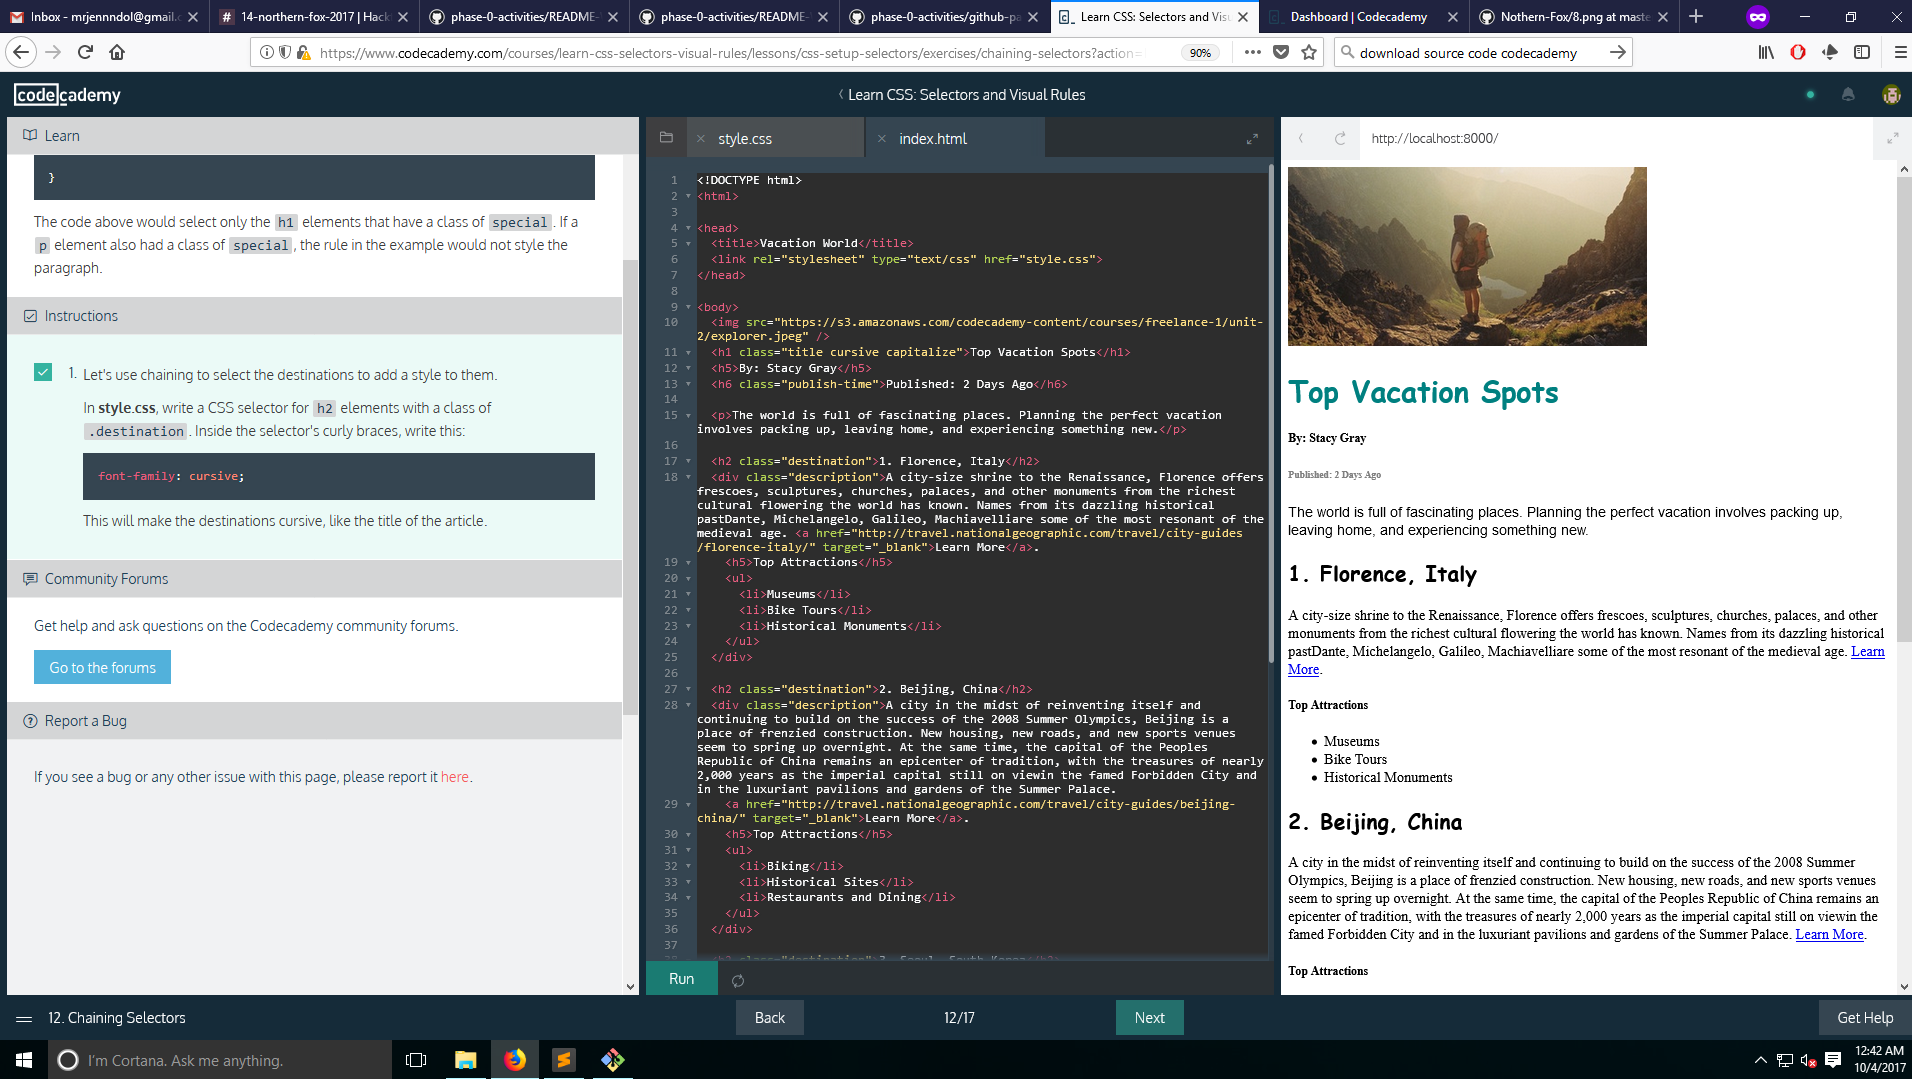 Inbox - mrjennndol@gmail.c
14-northern-fox-2017 | Hack
phase-0-activities/README-
phase-0-activities/README-
phase-0-activities/github-pa
Learn CSS: Selectors and Visu
Dashboard | Codecademy
Nothern-Fox/8.png at maste
https://www.codecademy.com/courses/learn-css-selectors-visual-rules/lessons/css-setup-selectors/exercises/chaining-selectors?action=
90%
download source code codecademy
codecademy
Learn CSS: Selectors and Visual Rules
Learn
}
The code above would select only the h1 elements that have a class of special. If a
p element also had a class of special, the rule in the example would not style the
paragraph.
Instructions
1. Let's use chaining to select the destinations to add a style to them.
In style.css, write a CSS selector for h2 elements with a class of
.destination. Inside the selector's curly braces, write this:
font-family: cursive;
This will make the destinations cursive, like the title of the article.
Community Forums
Get help and ask questions on the Codecademy community forums.
Go to the forums
Report a Bug
If you see a bug or any other issue with this page, please report it here.
style.css
index.html
1 <!DOCTYPE html>
2 <html>
3
4 <head>
5 <title>Vacation World</title>
6 <link rel="stylesheet" type="text/css" href="style.css">
7 </head>
8
9 <body>
10 <img src="https://s3.amazonaws.com/codecademy-content/courses/freelance-1/unit-
2/explorer.jpeg" />
11 <h1 class="title cursive capitalize">Top Vacation Spots</h1>
12 <h5>By: Stacy Gray</h5>
13 <h6 class="publish-time">Published: 2 Days Ago</h6>
14
15 <p>The world is full of fascinating places. Planning the perfect vacation
involves packing up, leaving home, and experiencing something new.</p>
16
17 <h2 class="destination">1. Florence, Italy</h2>
18 <div class="description">A city-size shrine to the Renaissance, Florence offers
frescoes, sculptures, churches, palaces, and other monuments from the richest
cultural flowering the world has known. Names from its dazzling historical
pastDante, Michelangelo, Galileo, Machiavelliare some of the most resonant of the
medieval age. <a href="http://travel.nationalgeographic.com/travel/city-guides
/florence-italy/" target="_blank">Learn More</a>.
19 <h5>Top Attractions</h5>
20 <ul>
21 <li>Museums</li>
22 <li>Bike Tours</li>
23 <li>Historical Monuments</li>
24 </ul>
25 </div>
26
27 <h2 class="destination">2. Beijing, China</h2>
28 <div class="description">A city in the midst of reinventing itself and
continuing to build on the success of the 2008 Summer Olympics, Beijing is a
place of frenzied construction. New housing, new roads, and new sports venues
seem to spring up overnight. At the same time, the capital of the Peoples
Republic of China remains an epicenter of tradition, with the treasures of nearly
2,000 years as the imperial capital still on viewin the famed Forbidden City and
in the luxuriant pavilions and gardens of the Summer Palace.
29 <a href="http://travel.nationalgeographic.com/travel/city-guides/beijing-
china/" target="_blank">Learn More</a>.
30 <h5>Top Attractions</h5>
31 <ul>
32 <li>Biking</li>
33 <li>Historical Sites</li>
34 <li>Restaurants and Dining</li>
35 </ul>
36 </div>
37
38 <h2 class="destination">3. Seoul, South Korea</h2>
Run
http://localhost:8000/
Top Vacation Spots
By: Stacy Gray
Published: 2 Days Ago
The world is full of fascinating places. Planning the perfect vacation involves packing up,
leaving home, and experiencing something new.
1. Florence, Italy
A city-size shrine to the Renaissance, Florence offers frescoes, sculptures, churches, palaces, and other
monuments from the richest cultural flowering the world has known. Names from its dazzling historical
pastDante, Michelangelo, Galileo, Machiavelliare some of the most resonant of the medieval age. Learn
More.
Top Attractions
Museums
Bike Tours
Historical Monuments
2. Beijing, China
A city in the midst of reinventing itself and continuing to build on the success of the 2008 Summer
Olympics, Beijing is a place of frenzied construction. New housing, new roads, and new sports venues
seem to spring up overnight. At the same time, the capital of the Peoples Republic of China remains an
epicenter of tradition, with the treasures of nearly 2,000 years as the imperial capital still on viewin the
famed Forbidden City and in the luxuriant pavilions and gardens of the Summer Palace. Learn More.
Top Attractions
12. Chaining Selectors
Back
12/17
Next
Get Help
I'm Cortana. Ask me anything.
12:42 AM
10/4/2017